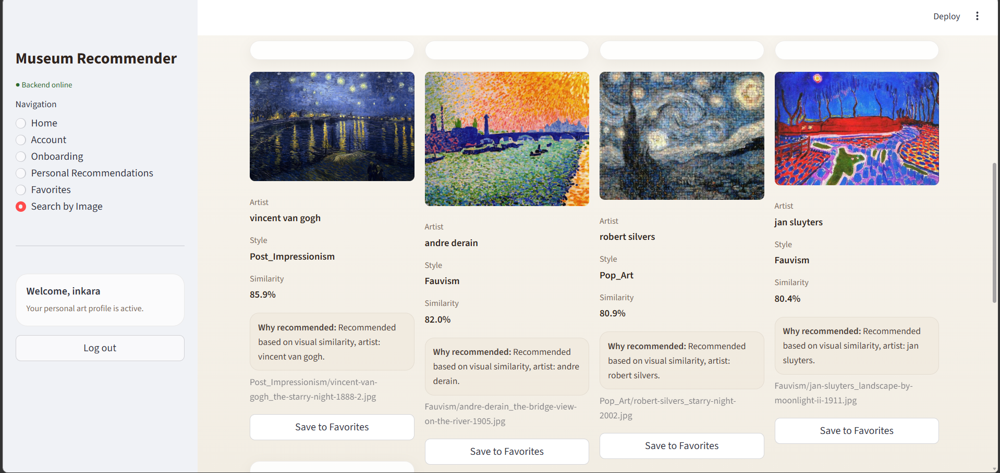 Deploy
Museum Recommender
Backend online
Navigation
Home
Account
Onboarding
Personal Recommendations
Favorites
Search by Image
Welcome, inkara
Your personal art profile is active.
Log out
Artist
vincent van gogh
Style
Post_Impressionism
Similarity
85.9%
Why recommended: Recommended
based on visual similarity, artist:
vincent van gogh.
Post_Impressionism/vincent-van-
gogh_the-starry-night-1888-2.jpg
Save to Favorites
Artist
andre derain
Style
Fauvism
Similarity
82.0%
Why recommended: Recommended
based on visual similarity, artist: andre
derain.
Fauvism/andre-derain_the-bridge-view-
on-the-river-1905.jpg
Save to Favorites
Artist
robert silvers
Style
Pop_Art
Similarity
80.9%
Why recommended: Recommended
based on visual similarity, artist:
robert silvers.
Pop_Art/robert-silvers_starry-night-
2002.jpg
Save to Favorites
Artist
jan sluyters
Style
Fauvism
Similarity
80.4%
Why recommended: Recommended
based on visual similarity, artist: jan
sluyters.
Fauvism/jan-sluyters_landscape-by-
moonlight-ii-1911.jpg
Save to Favorites